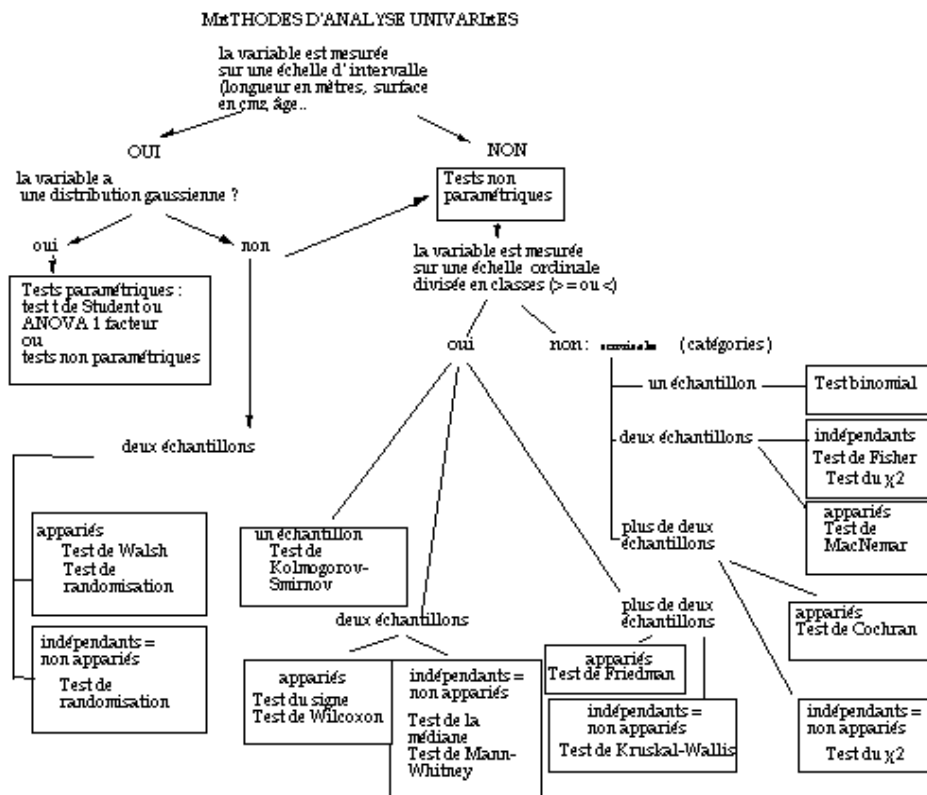 MétTHODES D'ANALYSE UNIVARIéES
la variable est mesurée
sur une échelle d'intervalle
(longueur en mètres, surface
en cm2, âge..
OUI
NON
la variable a
une distribution gaussienne ?
Tests non
paramétriques
oui
non
la variable est mesurée
sur une échelle ordinale
divisée en classes (> = ou <)
Tests paramétriques :
test t de Student ou
ANOVA 1 facteur
ou
tests non paramétriques
oui
non: (catégories)
un échantillon
Test binomial
deux échantillons
indépendants
Test de Fisher
Test du χ2
appariés
Test de
MacNemar
deux échantillons
appariés
Test de Walsh
Test de
randomisation
indépendants =
non appariés
Test de
randomisation
un échantillon
Test de
Kolmogorov-
Smirnov
deux échantillons
appariés
Test du signe
Test de Wilcoxon
indépendants =
non appariés
Test de la
médiane
Test de Mann-
Whitney
plus de deux
échantillons
appariés
Test de Friedman
indépendants =
non appariés
Test de Kruskal-Wallis
plus de deux
échantillons
appariés
Test de Cochran
indépendants =
non appariés
Test du χ2